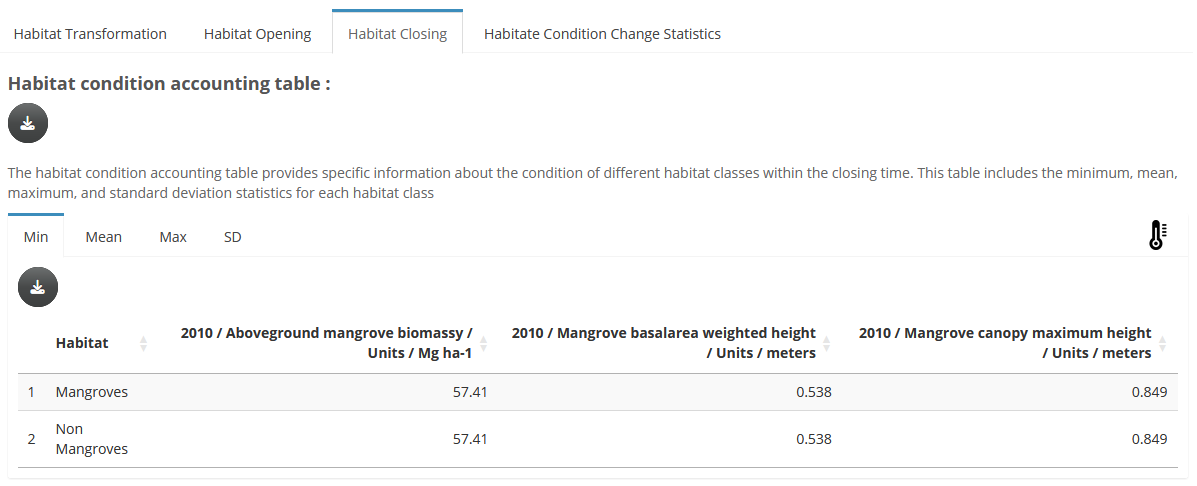 Habitat Transformation Habitat Opening Habitat Closing Habitate Condition Change Statistics
Habitat condition accounting table :
The habitat condition accounting table provides specific information about the condition of different habitat classes within the closing time. This table includes the minimum, mean,
maximum, and standard deviation statistics for each habitat class
Min Mean Max SD
Habitat
2010 / Aboveground mangrove biomassy /
Units / Mg ha-1
2010 / Mangrove basalarea weighted height
/ Units / meters
2010 / Mangrove canopy maximum height
/ Units / meters
1 Mangroves 57.41 0.538 0.849
2 Non
Mangroves 57.41 0.538 0.849